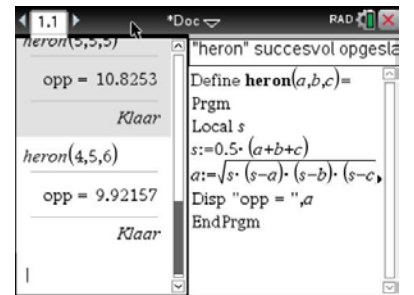 1.1 *Doc RAD
heron(5,5,5)
opp = 10.8253
Klaar
heron(4,5,6)
opp = 9.92157
Klaar
"heron" succesvol opgesla
Define heron(a,b,c)=
Prgm
Local s
s:=0.5· (a+b+c)
a:=√s· (s−a)· (s−b)· (s−c
Disp "opp = ",a
EndPrgm